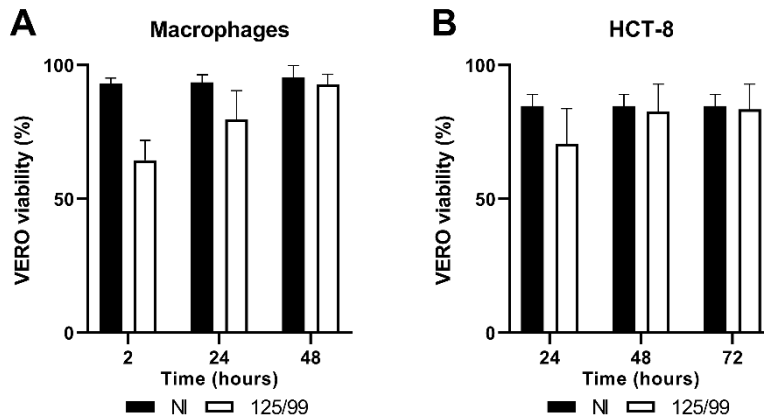 A
Macrophages
VERO viability (%)
100
50
0
2
24
48
Time (hours)
NI
125/99
B
HCT-8
VERO viability (%)
100
50
0
24
48
72
Time (hours)
NI
125/99